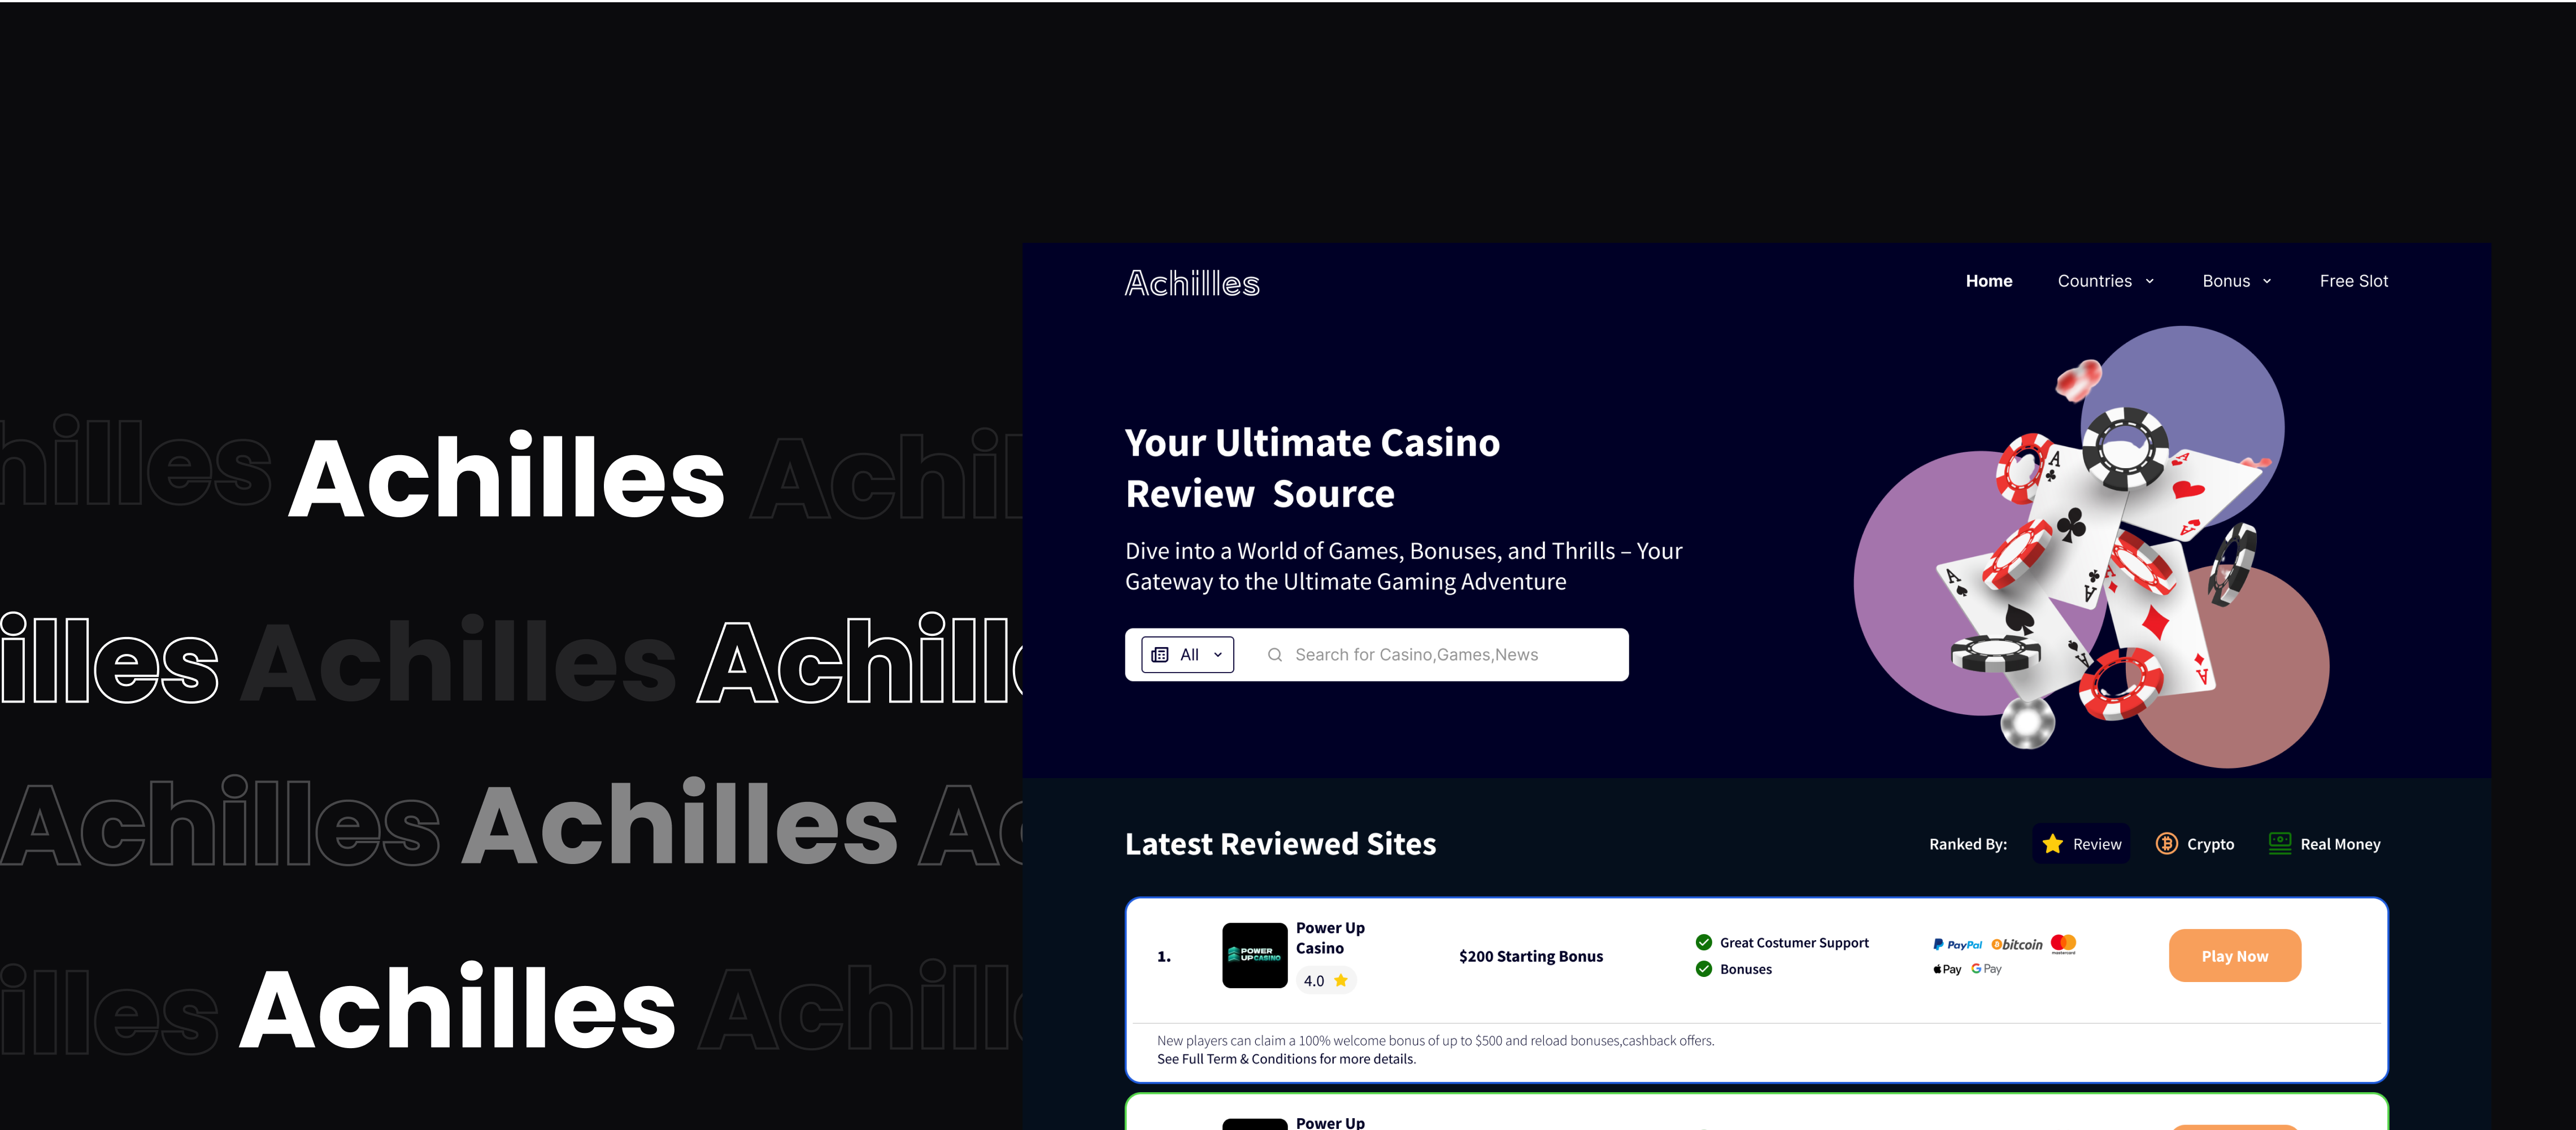 hilles Achilles Achil
illes Achilles Achille
Achilles Achilles Ac
illes Achilles Achille
Achilles
Home
Countries
Bonus
Free Slot
Your Ultimate Casino
Review Source
Dive into a World of Games, Bonuses, and Thrills – Your
Gateway to the Ultimate Gaming Adventure
All
Search for Casino,Games,News
A
A
A
A
A
A
A
A
Latest Reviewed Sites
Ranked By:
Review
Crypto
Real Money
1.
POWER
UP CASINO
Power Up
Casino
4.0
$200 Starting Bonus
Great Costumer Support
Bonuses
PayPal
bitcoin
mastercard
Pay
G Pay
Play Now
New players can claim a 100% welcome bonus of up to $500 and reload bonuses,cashback offers.
See Full Term & Conditions for more details.
Power Up